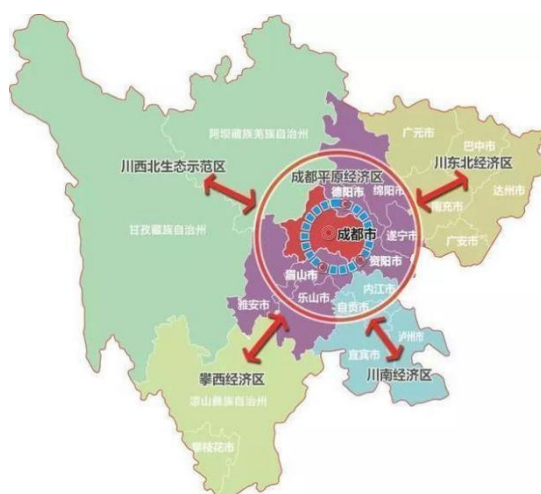 阿坝藏族羌族自治州
广元市
巴中市
川西北生态示范区
成都平原经济区
川东北经济区
德阳市
绵阳市
达州市
甘孜藏族自治州
南充市
成都市
遂宁市
广安市
资阳市
眉山市
内江市
雅安市
乐山市
自贡市
泸州市
宜宾市
攀西经济区
川南经济区
凉山彝族自治州
攀枝花市